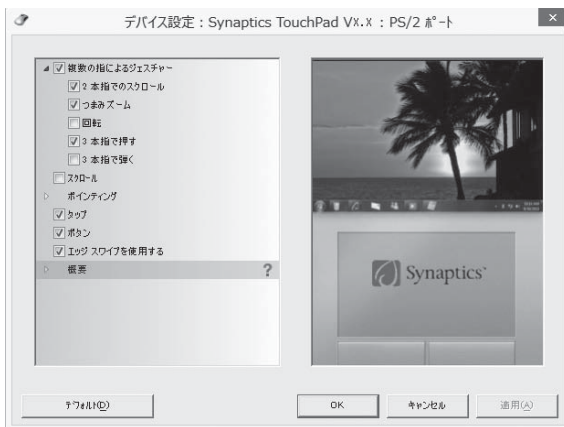 デバイス設定：Synaptics TouchPad Vx.x：PS/2 ﾎﾟｰﾄ
複数の指によるジェスチャー
2 本指でのスクロール
つまみズーム
回転
3 本指で押す
3 本指で弾く
スクロール
ポインティング
タップ
ボタン
エッジ スワイプを使用する
概要 ?
Synaptics
デフォルト(D)
OK
キャンセル
適用(A)